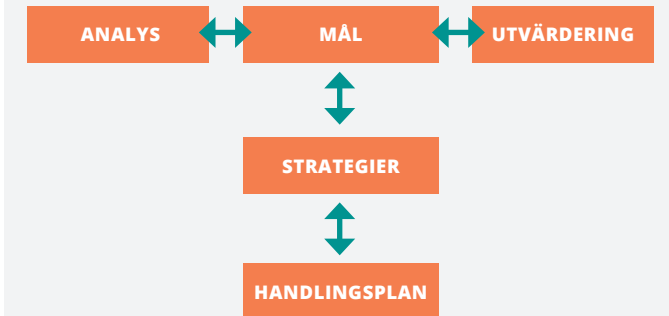 ANALYS
MÅL
UTVÄRDERING
STRATEGIER
HANDLINGSPLAN